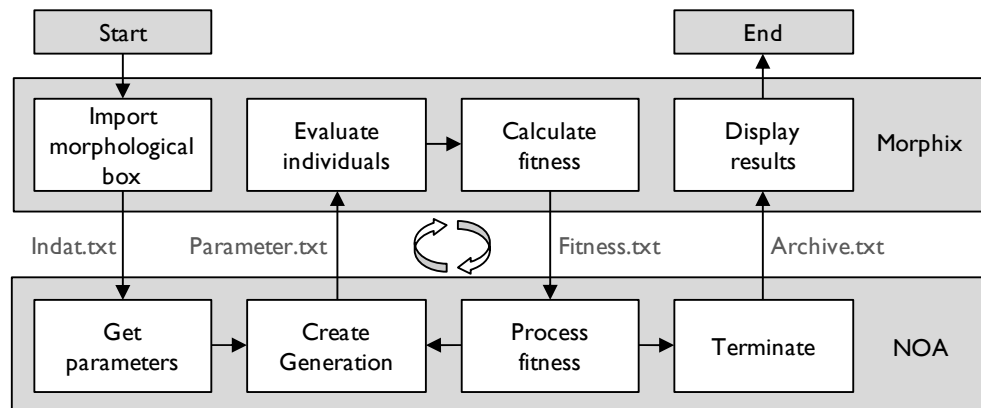 Start
End
Import
morphological
box
Evaluate
individuals
Calculate
fitness
Display
results
Morphix
Indat.txt
Parameter.txt
Fitness.txt
Archive.txt
Get
parameters
Create
Generation
Process
fitness
Terminate
NOA